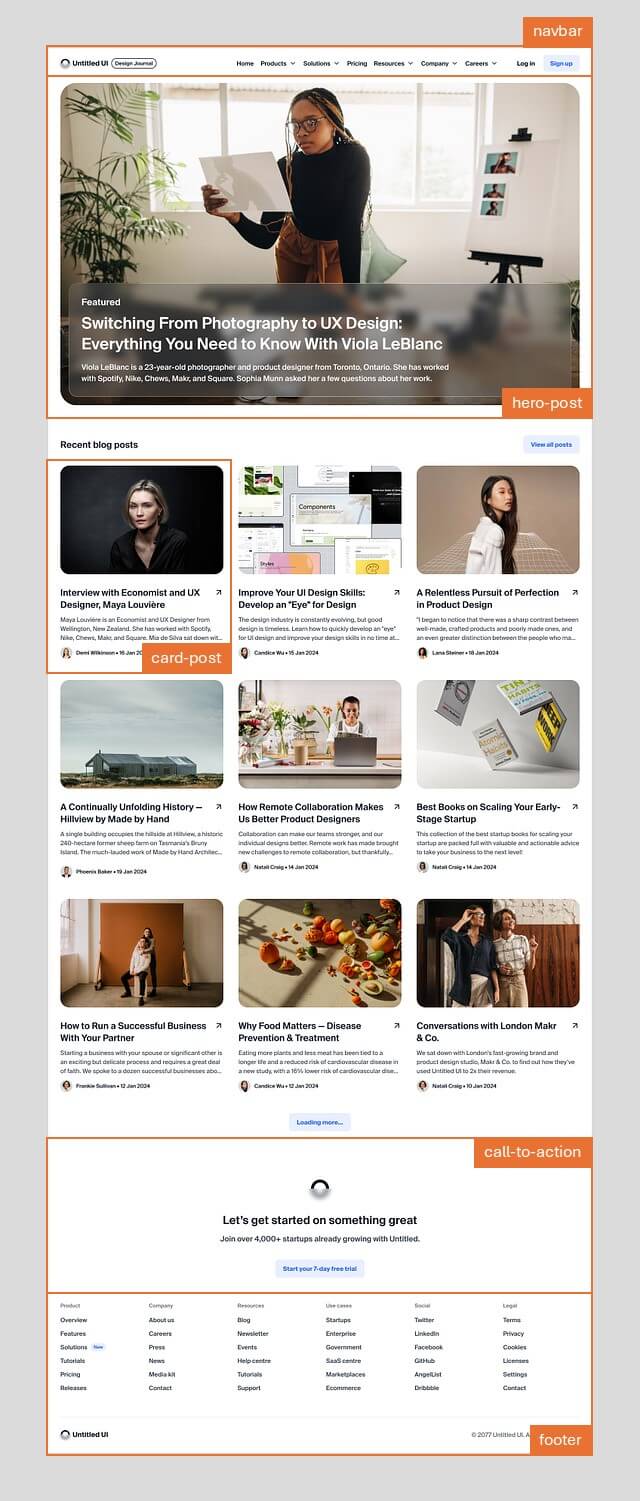 navbar
Untitled UI Design Journal Home Products Solutions Pricing Resources Company Careers Log in Sign up
Featured
Switching From Photography to UX Design:
Everything You Need to Know With Viola LeBlanc
Viola LeBlanc is a 23-year-old photographer and product designer from Toronto, Ontario. She has worked
with Spotify, Nike, Chews, Makr, and Square. Sophia Munn asked her a few questions about her work.
hero-post
Recent blog posts
View all posts
Components
Styles
Interview with Economist and UX
Designer, Maya Louvière
Maya Louvière is an Economist and UX Designer from
Wellington, New Zealand. She has worked with Spotify,
Nike, Chews, Makr, and Square. Mia de Silva sat down wit...
Demi Wilkinson • 16 Jan 20
card-post
Improve Your UI Design Skills:
Develop an "Eye" for Design
The design industry is constantly evolving, but good
design is timeless. Learn how to quickly develop an "eye"
for UI design and improve your design skills in no time at...
Candice Wu • 15 Jan 2024
A Relentless Pursuit of Perfection
in Product Design
"I began to notice that there was a sharp contrast between
well-made, crafted products and poorly made ones, and
an even greater distinction between the people who ma...
Lana Steiner • 18 Jan 2024
HABITS
Atomic
Habits
A Continually Unfolding History —
Hillview by Made by Hand
A single building occupies the hillside at Hillview, a historic
240-hectare former sheep farm on Tasmania's Bruny
Island. The much-lauded work of Made by Hand Architec...
Phoenix Baker • 19 Jan 2024
How Remote Collaboration Makes
Us Better Product Designers
Collaboration can make our teams stronger, and our
individual designs better. Remote work has made brought
new challenges to remote collaboration, but thankfully...
Natali Craig • 14 Jan 2024
Best Books on Scaling Your Early-
Stage Startup
This collection of the best startup books for scaling your
startup are packed full with valuable and actionable advice
to take your business to the next level!
Natali Craig • 14 Jan 2024
How to Run a Successful Business
With Your Partner
Starting a business with your spouse or significant other is
an exciting but delicate process and requires a great deal
of faith. We spoke to a dozen successful businesses abo...
Frankie Sullivan • 12 Jan 2024
Why Food Matters — Disease
Prevention & Treatment
Eating more plants and less meat has been tied to a
longer life and a reduced risk of cardiovascular disease in
a new study, with a 16% lower risk of cardiovascular dise...
Candice Wu • 12 Jan 2024
Conversations with London Makr
& Co.
We sat down with London's fast-growing brand and
product design studio, Makr & Co. to find out how they've
used Untitled UI to 2x their revenue.
Natali Craig • 10 Jan 2024
Loading more...
call-to-action
Let's get started on something great
Join over 4,000+ startups already growing with Untitled.
Start your 7-day free trial
Product Company Resources Use cases Social Legal
Overview About us Blog Startups Twitter Terms
Features Careers Newsletter Enterprise LinkedIn Privacy
Solutions New Press Events Government Facebook Cookies
Tutorials News Help centre SaaS centre GitHub Licenses
Pricing Media kit Tutorials Marketplaces AngelList Settings
Releases Contact Support Ecommerce Dribbble Contact
Untitled UI © 2077 Untitled UI. A
footer